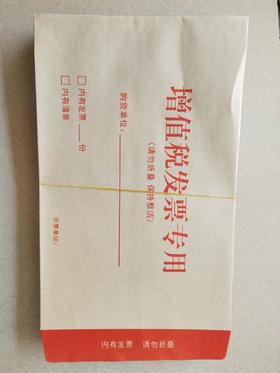 增值税发票专用
（请勿折叠 保持整洁）
购货单位：
内有发票 份
内有清单
开票单位：
内有发票 请勿折叠